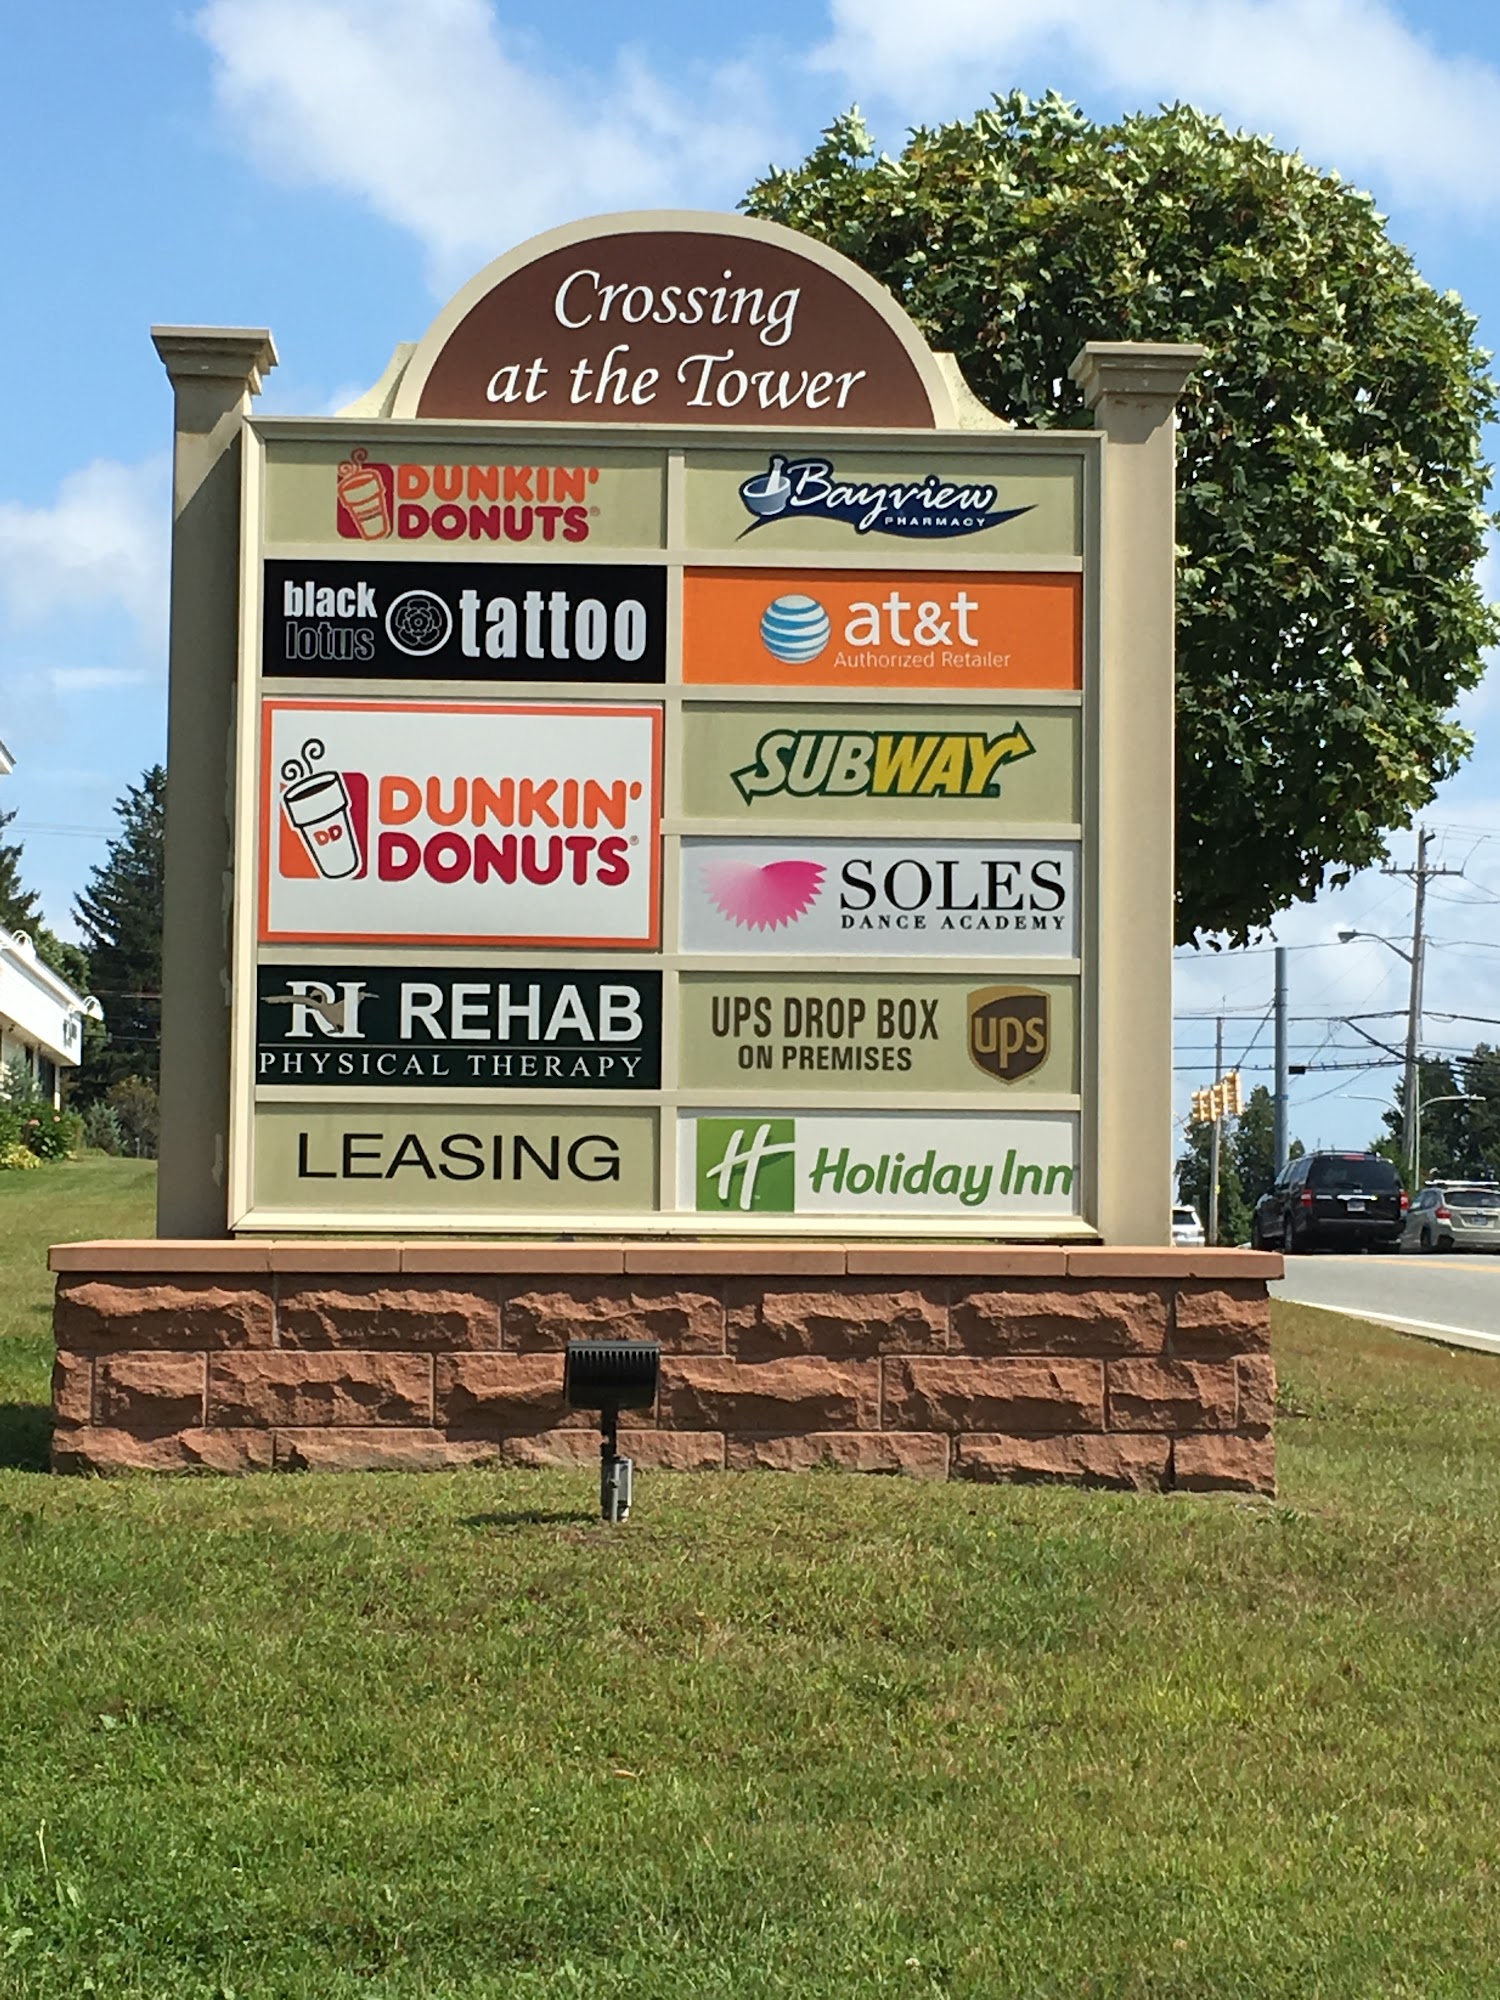 Crossing
at the Tower
DUNKIN'
DONUTS®
Bayview
PHARMACY
black
lotus
tattoo
at&t
Authorized Retailer
DD
DUNKIN'
DONUTS®
SUBWAY
SOLES
DANCE ACADEMY
RI REHAB
PHYSICAL THERAPY
UPS DROP BOX
ON PREMISES
ups
LEASING
H
Holiday Inn